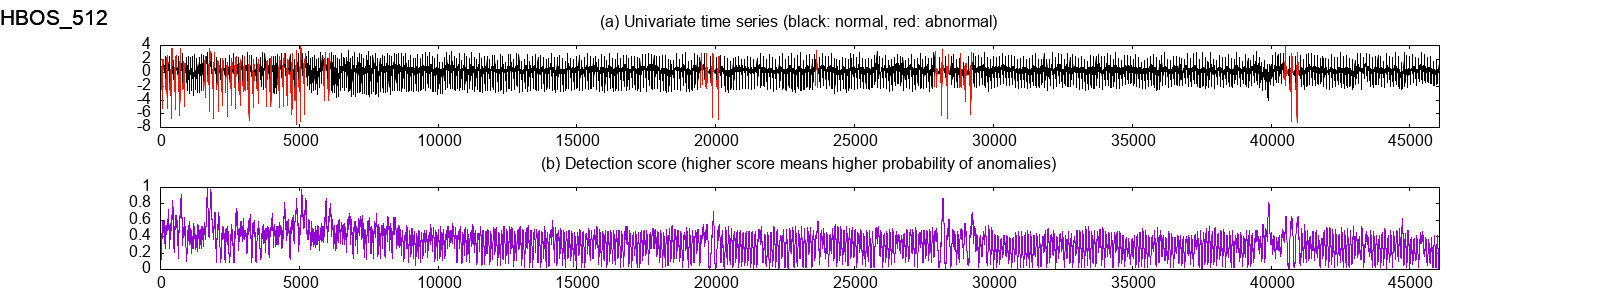 HBOS_512
(a) Univariate time series (black: normal, red: abnormal)
4
2
0
-2
-4
-6
-8
0 5000 10000 15000 20000 25000 30000 35000 40000 45000
(b) Detection score (higher score means higher probability of anomalies)
1
0.8
0.6
0.4
0.2
0
0 5000 10000 15000 20000 25000 30000 35000 40000 45000